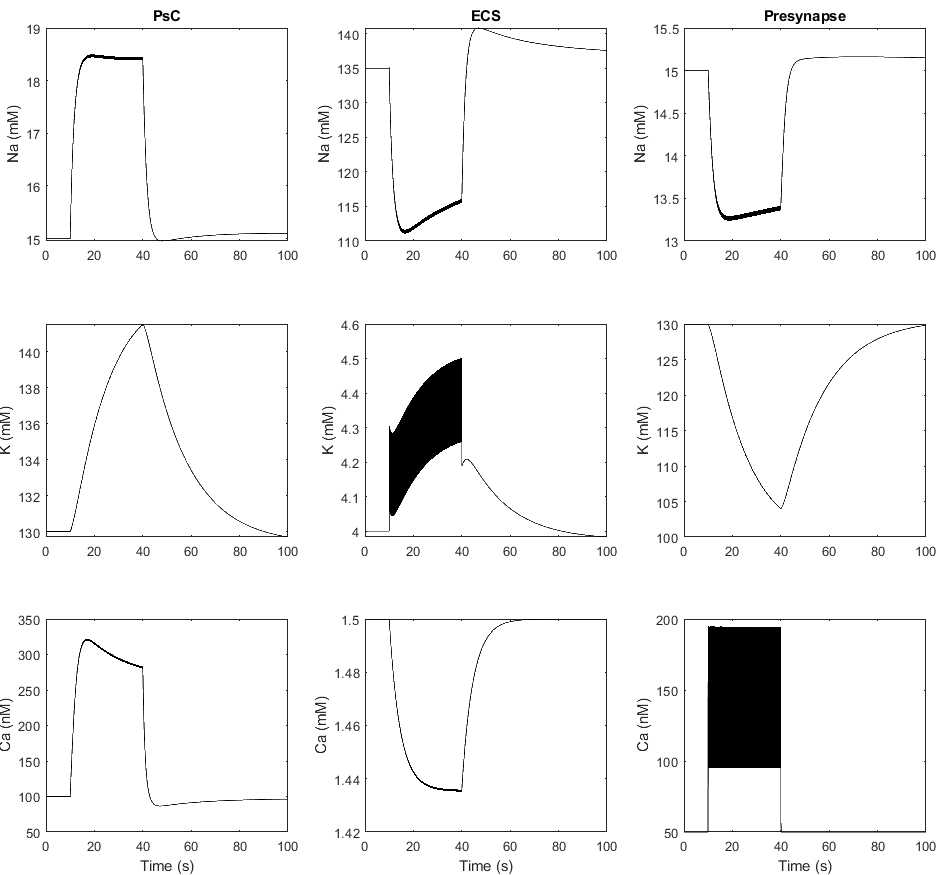 PsC
ECS
Presynapse
19
18
17
16
15
Na (mM)
0 20 40 60 80 100
140
135
130
125
120
115
110
Na (mM)
0 20 40 60 80 100
15.5
15
14.5
14
13.5
13
Na (mM)
0 20 40 60 80 100
140
138
136
134
132
130
K (mM)
0 20 40 60 80 100
4.6
4.5
4.4
4.3
4.2
4.1
4
K (mM)
0 20 40 60 80 100
130
125
120
115
110
105
100
K (mM)
0 20 40 60 80 100
350
300
250
200
150
100
50
Ca (nM)
0 20 40 60 80 100
Time (s)
1.5
1.48
1.46
1.44
1.42
Ca (mM)
0 20 40 60 80 100
Time (s)
200
150
100
50
Ca (nM)
0 20 40 60 80 100
Time (s)